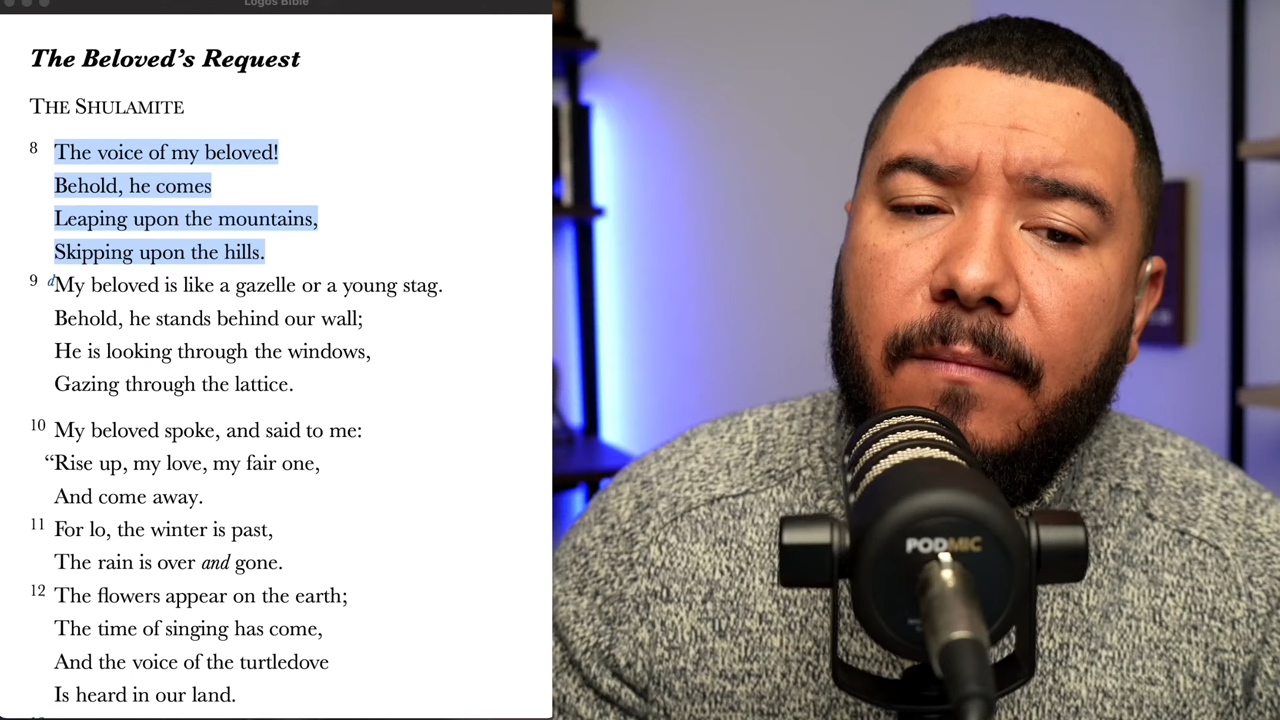 Logos Bible
The Beloved's Request
THE SHULAMITE
8 The voice of my beloved!
Behold, he comes
Leaping upon the mountains,
Skipping upon the hills.
9 dMy beloved is like a gazelle or a young stag.
Behold, he stands behind our wall;
He is looking through the windows,
Gazing through the lattice.
10 My beloved spoke, and said to me:
“Rise up, my love, my fair one,
And come away.
11 For lo, the winter is past,
The rain is over and gone.
12 The flowers appear on the earth;
The time of singing has come,
And the voice of the turtledove
Is heard in our land.
PODMIC